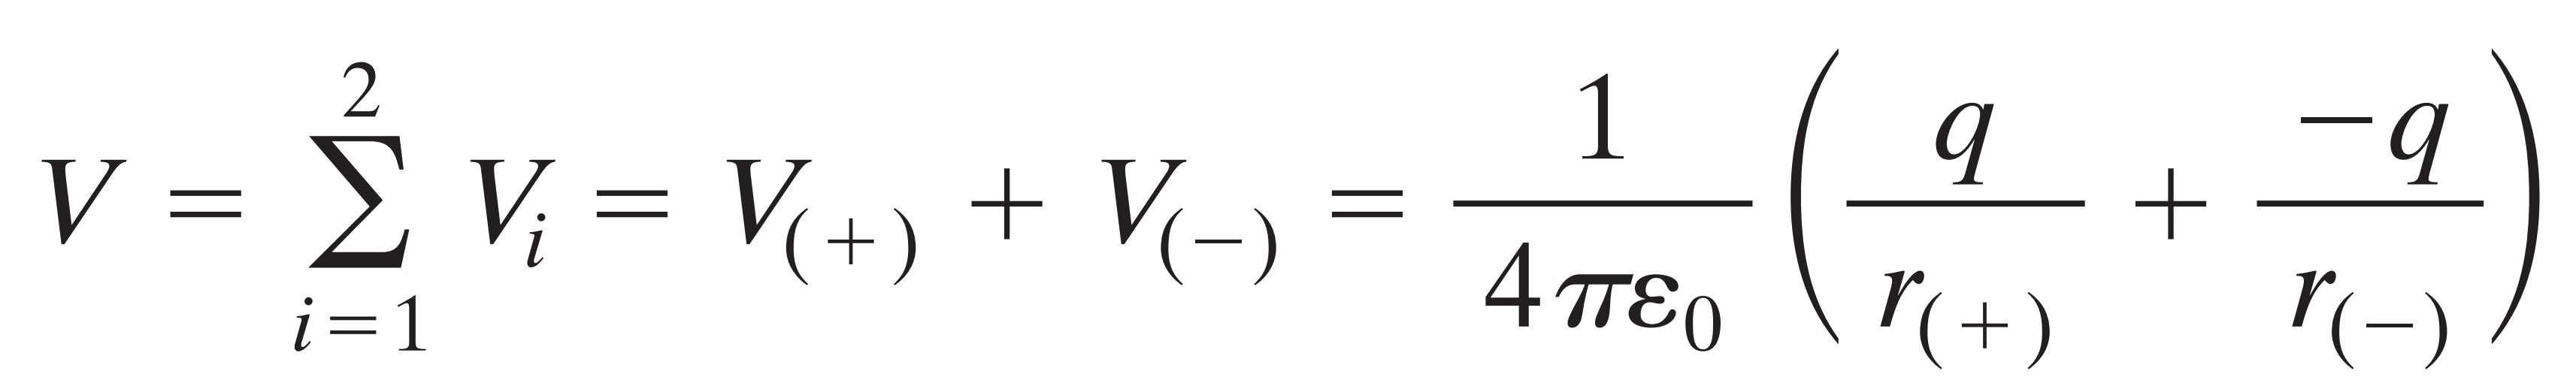 V = \sum_{i=1}^{2} V_i = V_{(+)} + V_{(-)} = \frac{1}{4\pi\varepsilon_0} \left( \frac{q}{r_{(+)}} + \frac{-q}{r_{(-)}} \right)